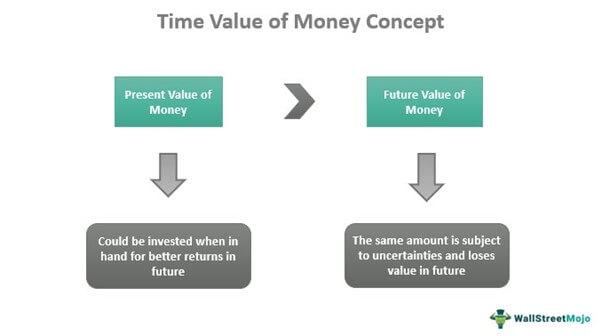 Time Value of Money Concept
Present Value of
Money
Future Value of
Money
Could be invested when in
hand for better returns in
future
The same amount is subject
to uncertainties and loses
value in future
WallStreetMojo